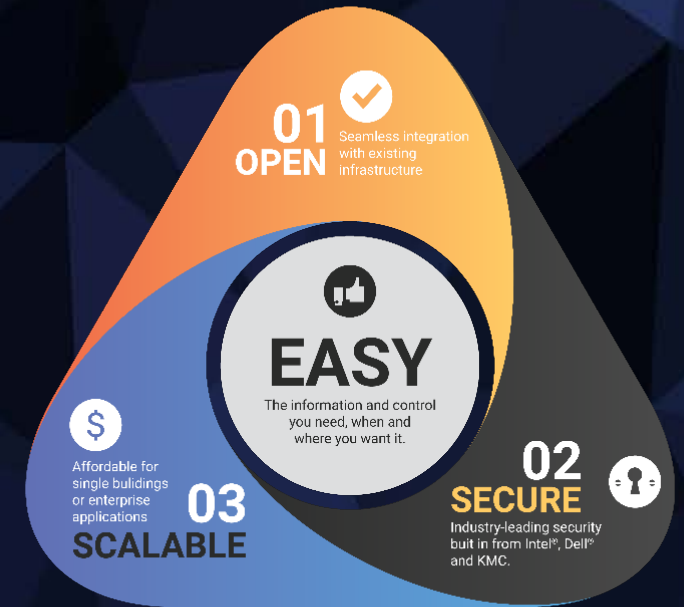 01
OPEN
Seamless integration
with existing
infrastructure
EASY
The information and control
you need, when and
where you want it.
02
SECURE
Industry-leading security
buit in from Intel®, Dell®
and KMC.
$
Affordable for
single bulidings
or enterprise
applications
03
SCALABLE